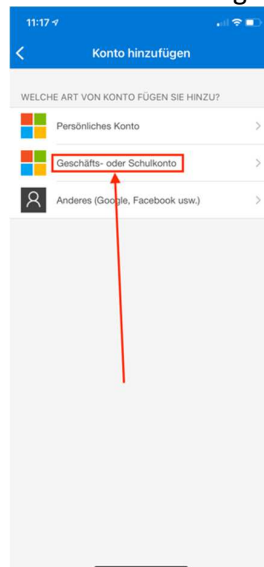 11:17
Konto hinzufügen
WELCHE ART VON KONTO FÜGEN SIE HINZU?
Persönliches Konto
Geschäfts- oder Schulkonto
Anderes (Google, Facebook usw.)